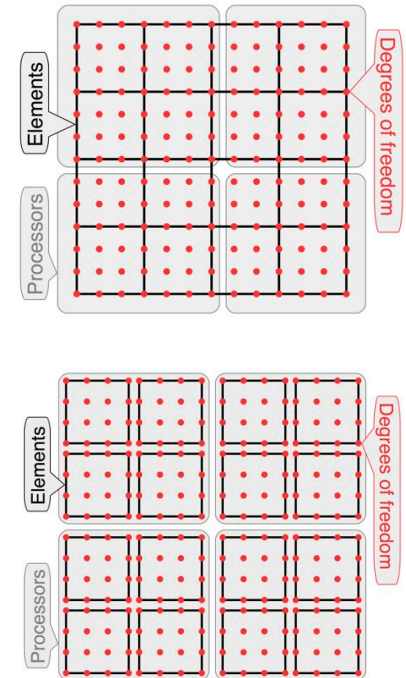 Degrees of freedom
Elements
Processors
Degrees of freedom
Elements
Processors